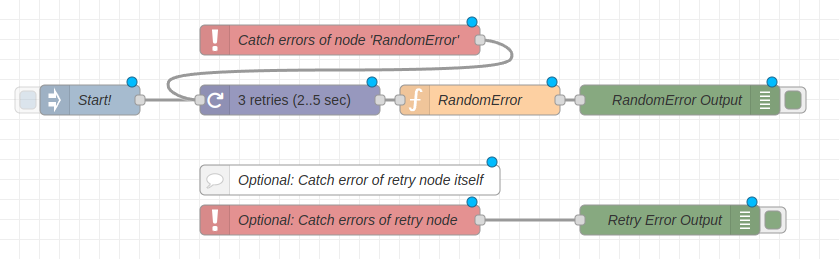 Catch errors of node 'RandomError'
Start!
3 retries (2..5 sec)
RandomError
RandomError Output
Optional: Catch error of retry node itself
Optional: Catch errors of retry node
Retry Error Output